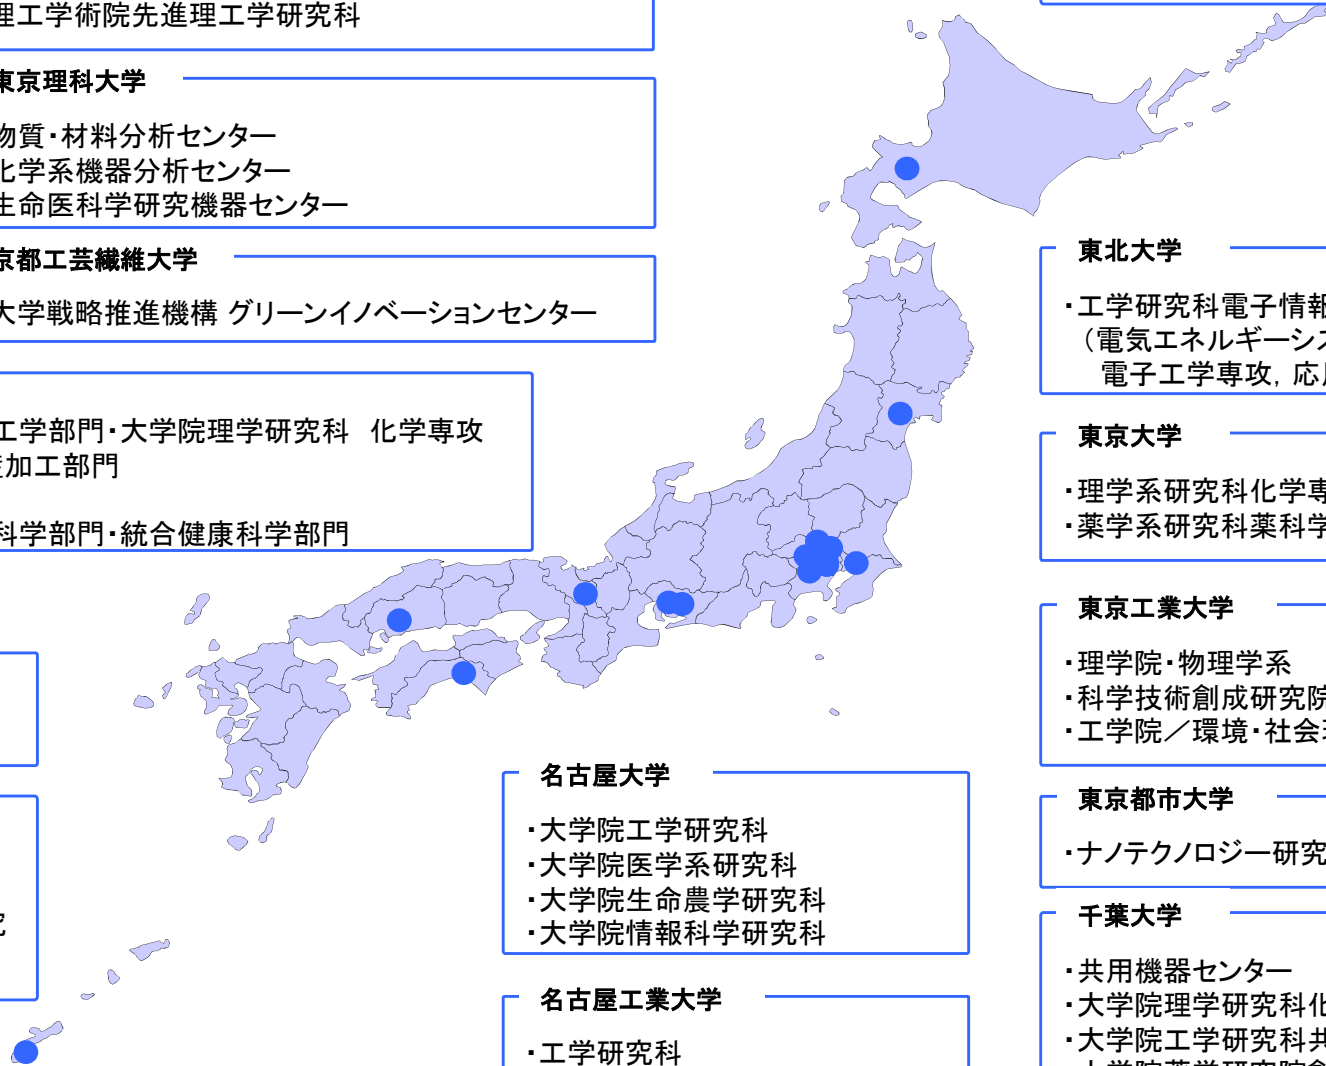 理工学術院先進理工学研究科
東京理科大学
物質・材料分析センター
化学系機器分析センター
生命医科学研究機器センター
京都工芸繊維大学
大学戦略推進機構 グリーンイノベーションセンター
工学部門・大学院理学研究科　化学専攻
加工部門
科学部門・統合健康科学部門
東北大学
・工学研究科電子情報
（電気エネルギーシス
電子工学専攻，応
東京大学
・理学系研究科化学専
・薬学系研究科薬科学
東京工業大学
・理学院・物理学系
・科学技術創成研究院
・工学院／環境・社会
東京都市大学
・ナノテクノロジー研究
千葉大学
・共用機器センター
・大学院理学研究科化
・大学院工学研究科共
・大学院薬学研究院
名古屋大学
・大学院工学研究科
・大学院医学系研究科
・大学院生命農学研究科
・大学院情報科学研究科
名古屋工業大学
・工学研究科